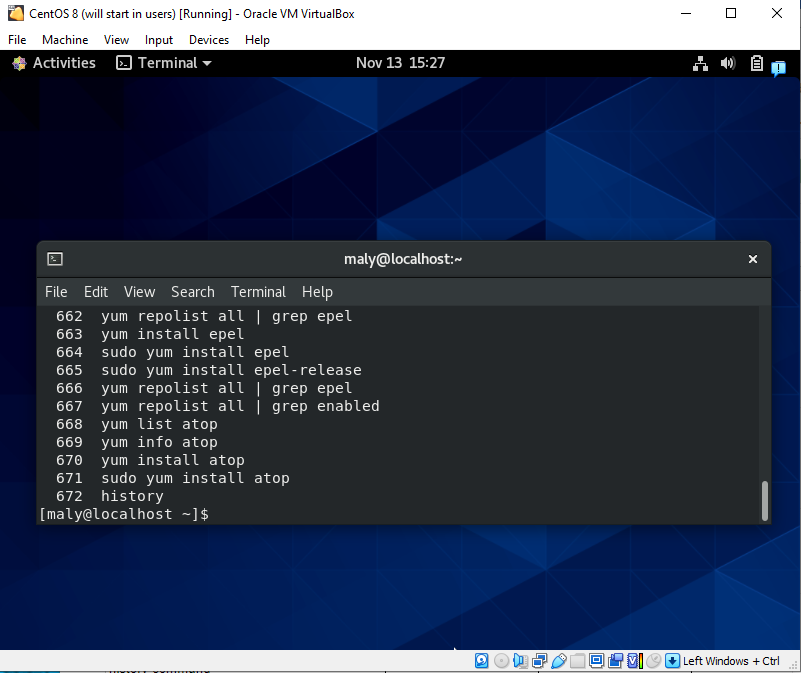 CentOS 8 (will start in users) [Running] - Oracle VM VirtualBox
File Machine View Input Devices Help
Activities Terminal Nov 13 15:27
maly@localhost:~
File Edit View Search Terminal Help
662 yum repolist all | grep epel
663 yum install epel
664 sudo yum install epel
665 sudo yum install epel-release
666 yum repolist all | grep epel
667 yum repolist all | grep enabled
668 yum list atop
669 yum info atop
670 yum install atop
671 sudo yum install atop
672 history
[maly@localhost ~]$
Left Windows + Ctrl